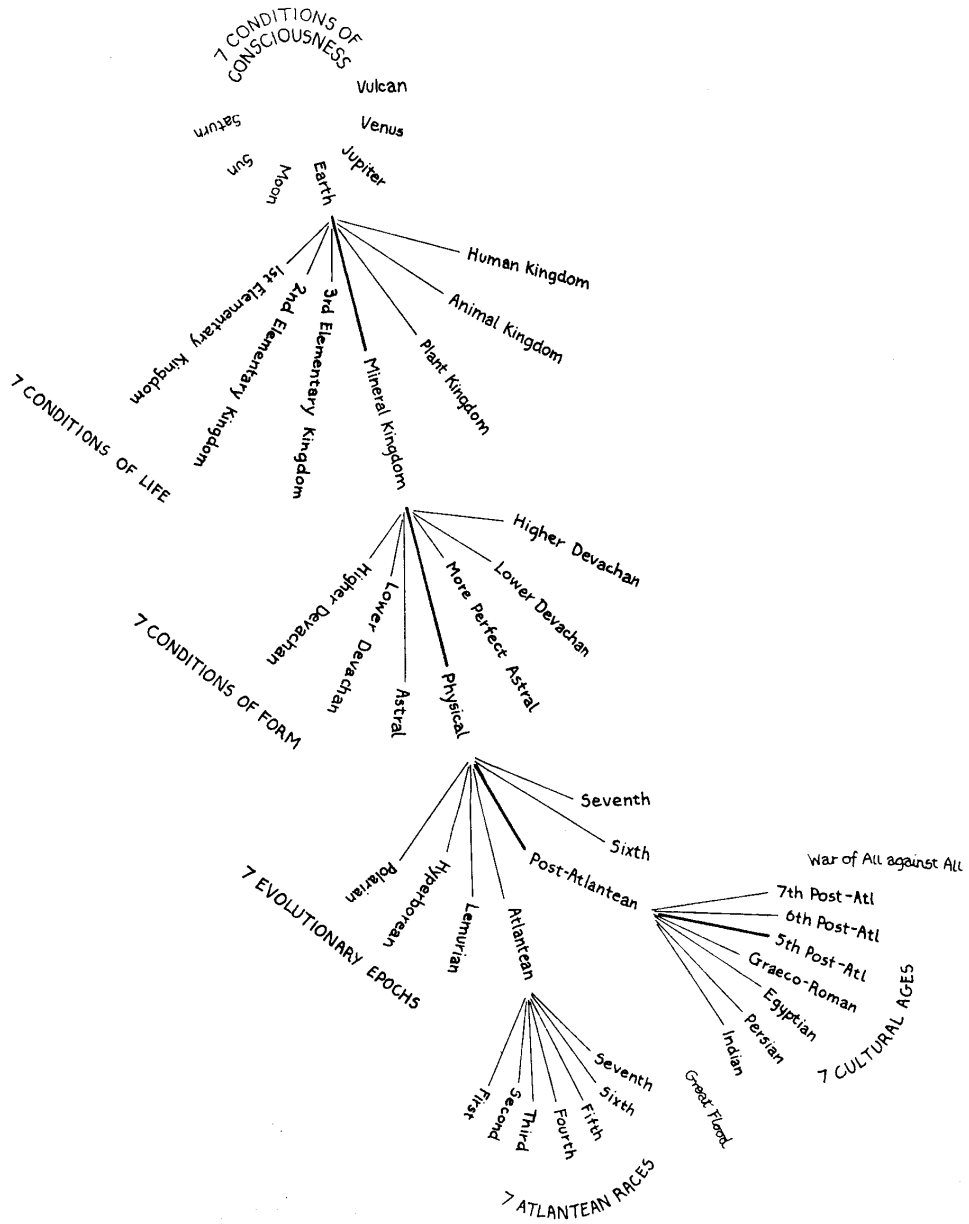 7 CONDITIONS OF
CONSCIOUSNESS
Saturn
Sun
Moon
Earth
Jupiter
Venus
Vulcan
7 CONDITIONS OF LIFE
1st Elementary Kingdom
2nd Elementary Kingdom
3rd Elementary Kingdom
Mineral Kingdom
Plant Kingdom
Animal Kingdom
Human Kingdom
7 CONDITIONS OF FORM
Higher Devachan
Lower Devachan
Astral
Physical
More Perfect Astral
Lower Devachan
Higher Devachan
7 EVOLUTIONARY EPOCHS
Polarian
Hyperborean
Lemurian
Atlantean
Post-Atlantean
Sixth
Seventh
7 ATLANTEAN RACES
First
Second
Third
Fourth
Fifth
Sixth
Seventh
Great Flood
7 CULTURAL AGES
Indian
Persian
Egyptian
Graeco-Roman
5th Post-Atl
6th Post-Atl
7th Post-Atl
War of All against All